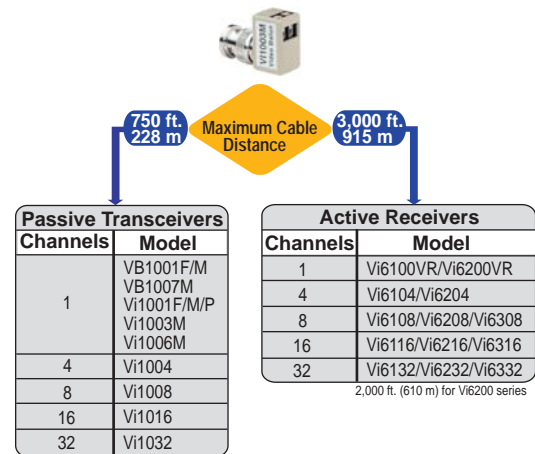 Vi1003M
Video Balun
750 ft.
228 m
Maximum Cable
Distance
3,000 ft.
915 m
Passive Transceivers
Channels Model
1
VB1001F/M
VB1007M
Vi1001F/M/P
Vi1003M
Vi1006M
4 Vi1004
8 Vi1008
16 Vi1016
32 Vi1032
Active Receivers
Channels Model
1 Vi6100VR/Vi6200VR
4 Vi6104/Vi6204
8 Vi6108/Vi6208/Vi6308
16 Vi6116/Vi6216/Vi6316
32 Vi6132/Vi6232/Vi6332
2,000 ft. (610 m) for Vi6200 series